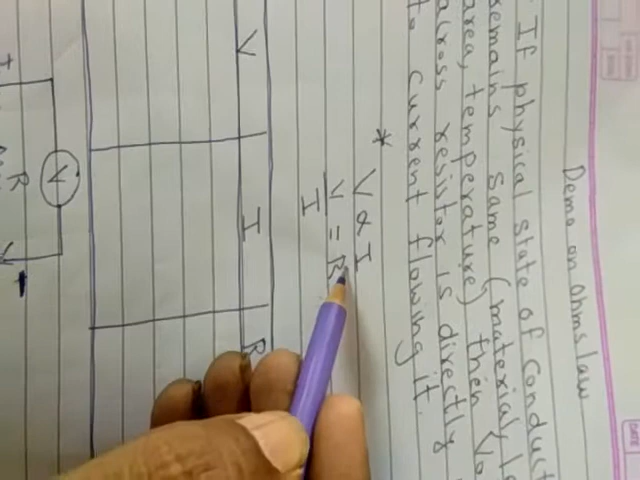 Demo on Ohms law
If physical state of conduct
remains same (material, le
area, temperature) then Vo
across resistor is directly
to current flowing it.
* V ∝ I
V/I = R
V I R
V
R